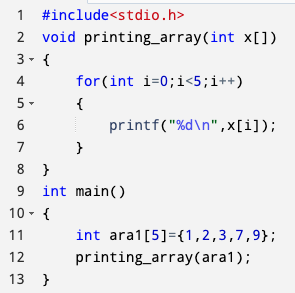 1 #include<stdio.h>
2 void printing_array(int x[])
3 {
4     for(int i=0;i<5;i++)
5     {
6         printf("%d\n",x[i]);
7     }
8 }
9 int main()
10 {
11     int ara1[5]={1,2,3,7,9};
12     printing_array(ara1);
13 }